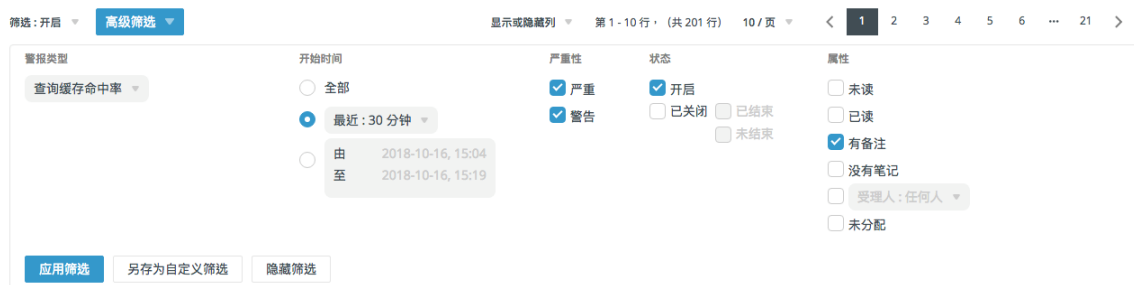 筛选 : 开启 高级筛选 显示或隐藏列 第 1 - 10 行，（共 201 行） 10 / 页 1 2 3 4 5 6 ··· 21
警报类型 开始时间 严重性 状态 属性
查询缓存命中率 全部 严重 开启 未读
最近 : 30 分钟 警告 已关闭 已结束 已读
未结束
由 2018-10-16, 15:04 有备注
至 2018-10-16, 15:19 没有笔记
受理人 : 任何人
未分配
应用筛选 另存为自定义筛选 隐藏筛选